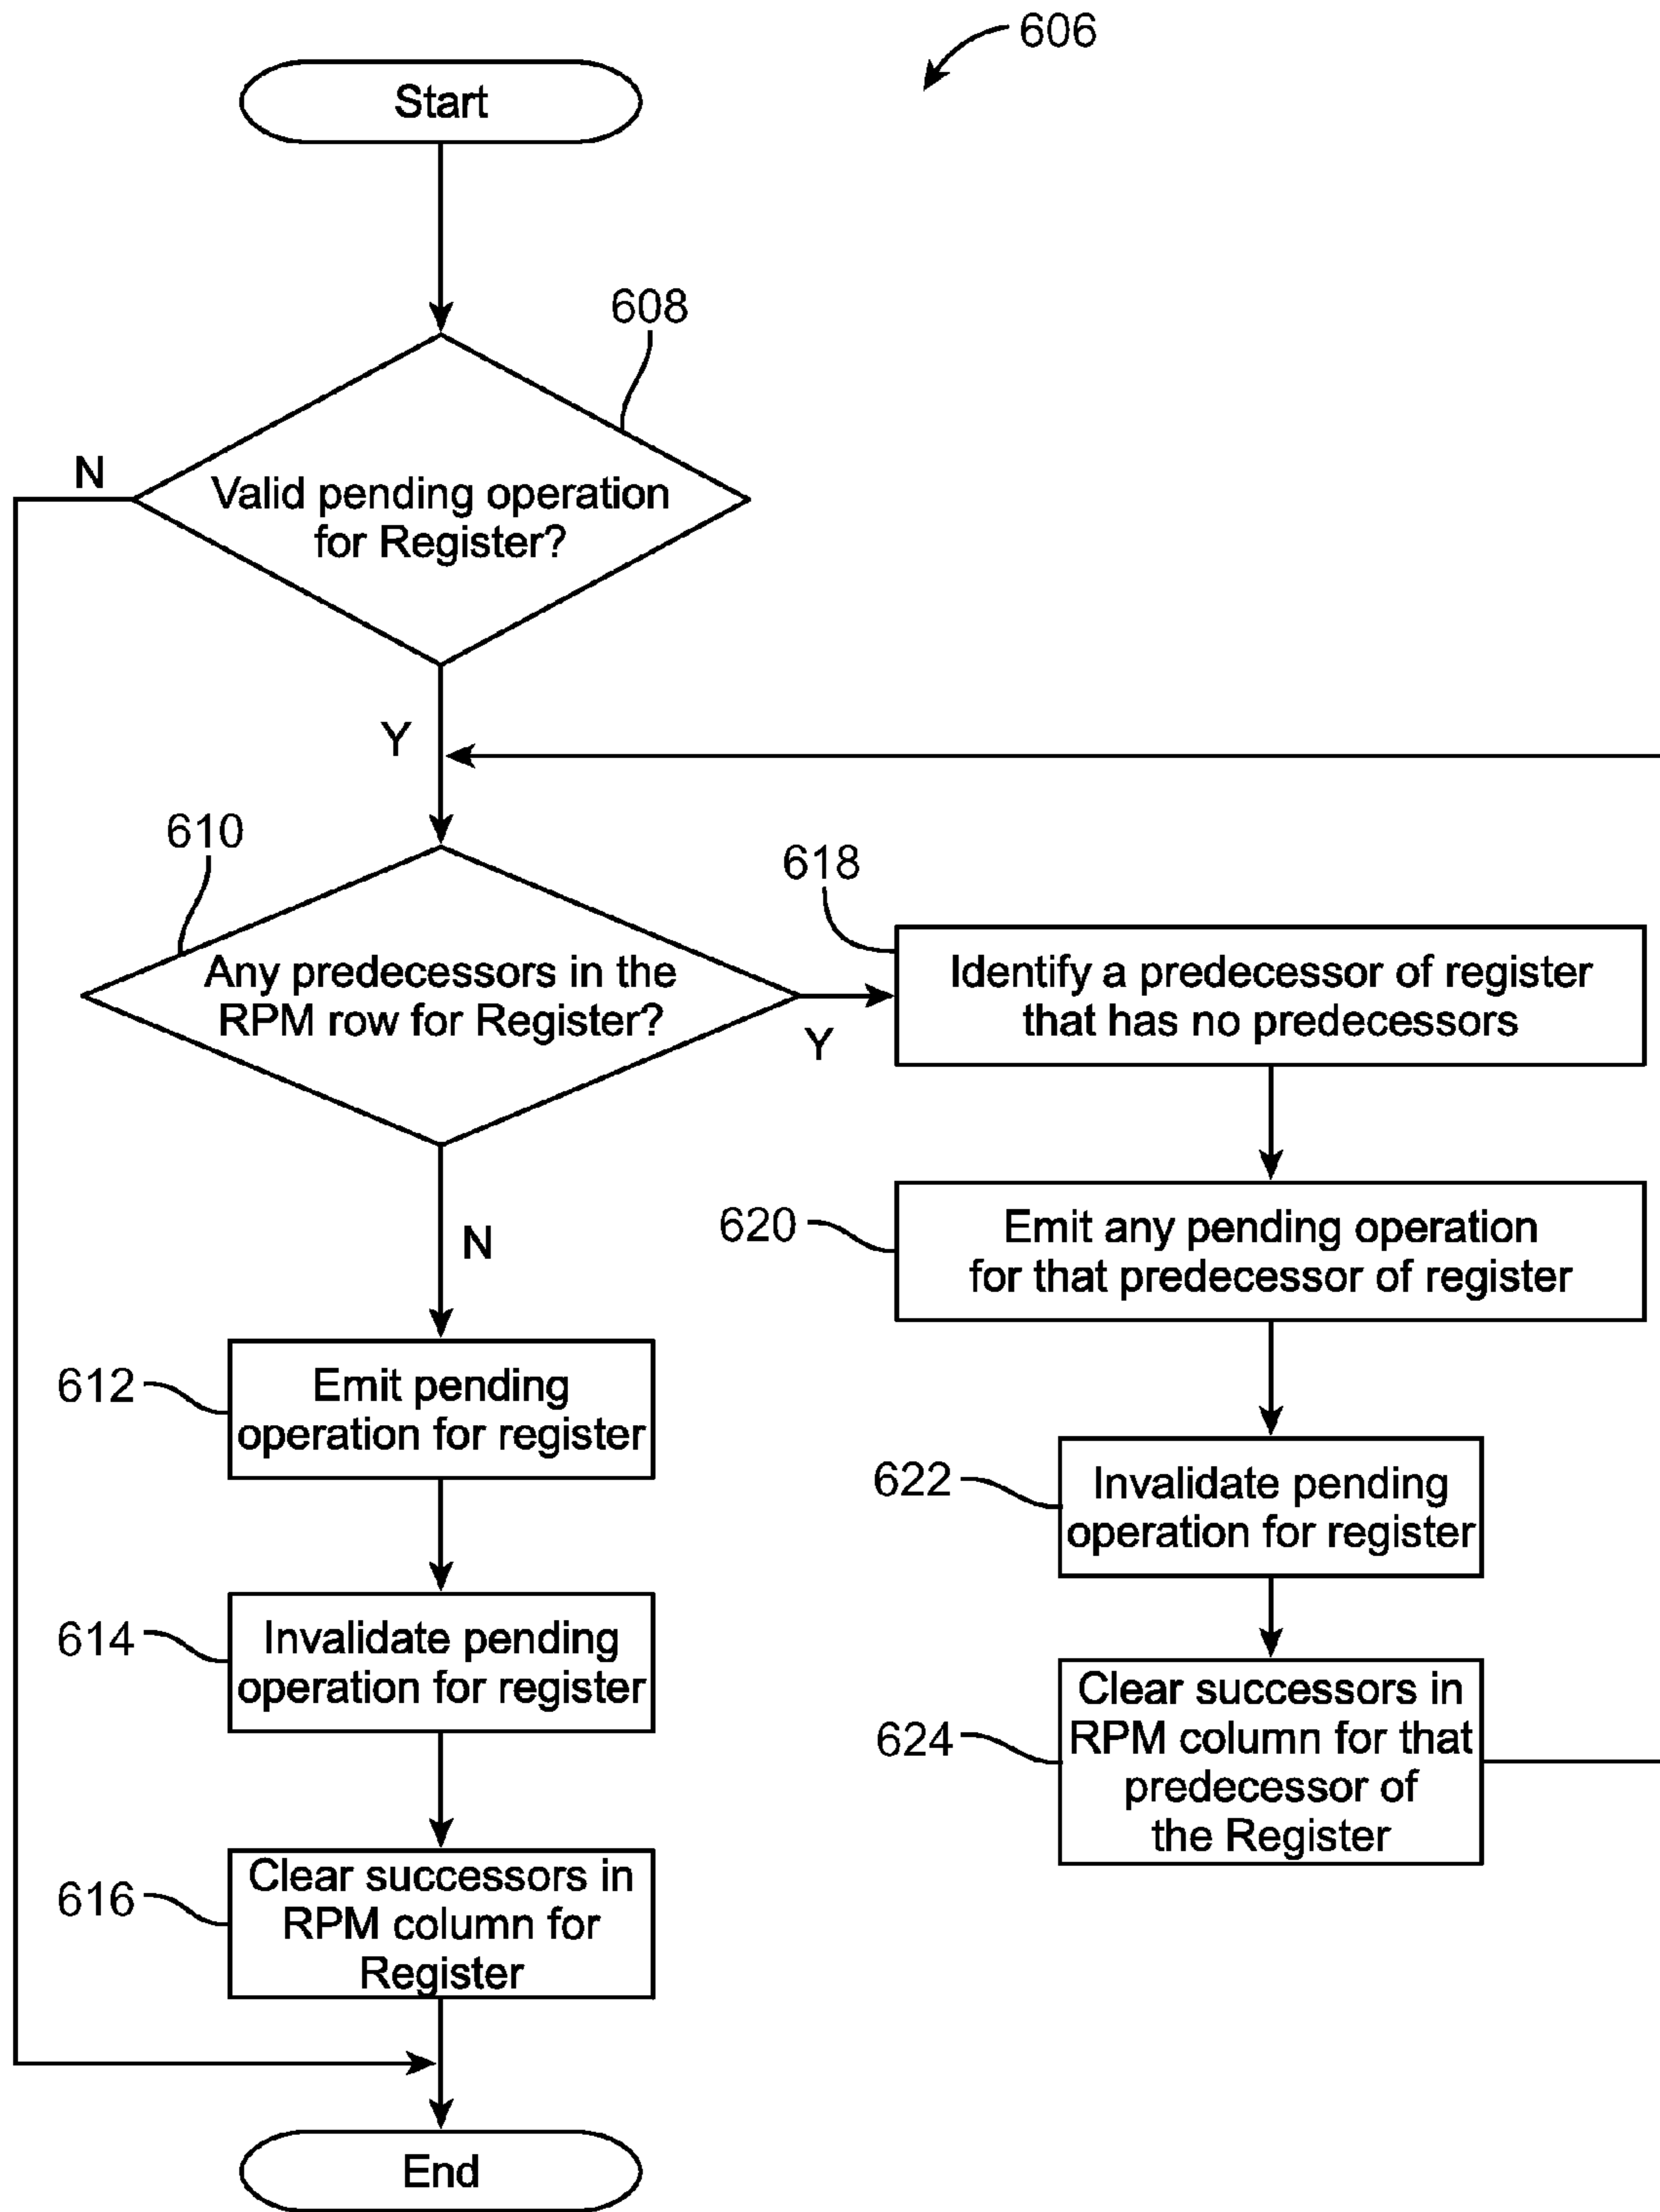 606
Start
608
N
Valid pending operation
for Register?
Y
610
618
Any predecessors in the
RPM row for Register?
Y
Identify a predecessor of register
that has no predecessors
N
620
Emit any pending operation
for that predecessor of register
612
Emit pending
operation for register
622
Invalidate pending
operation for register
614
Invalidate pending
operation for register
624
Clear successors in
RPM column for that
predecessor of
the Register
616
Clear successors in
RPM column for
Register
End